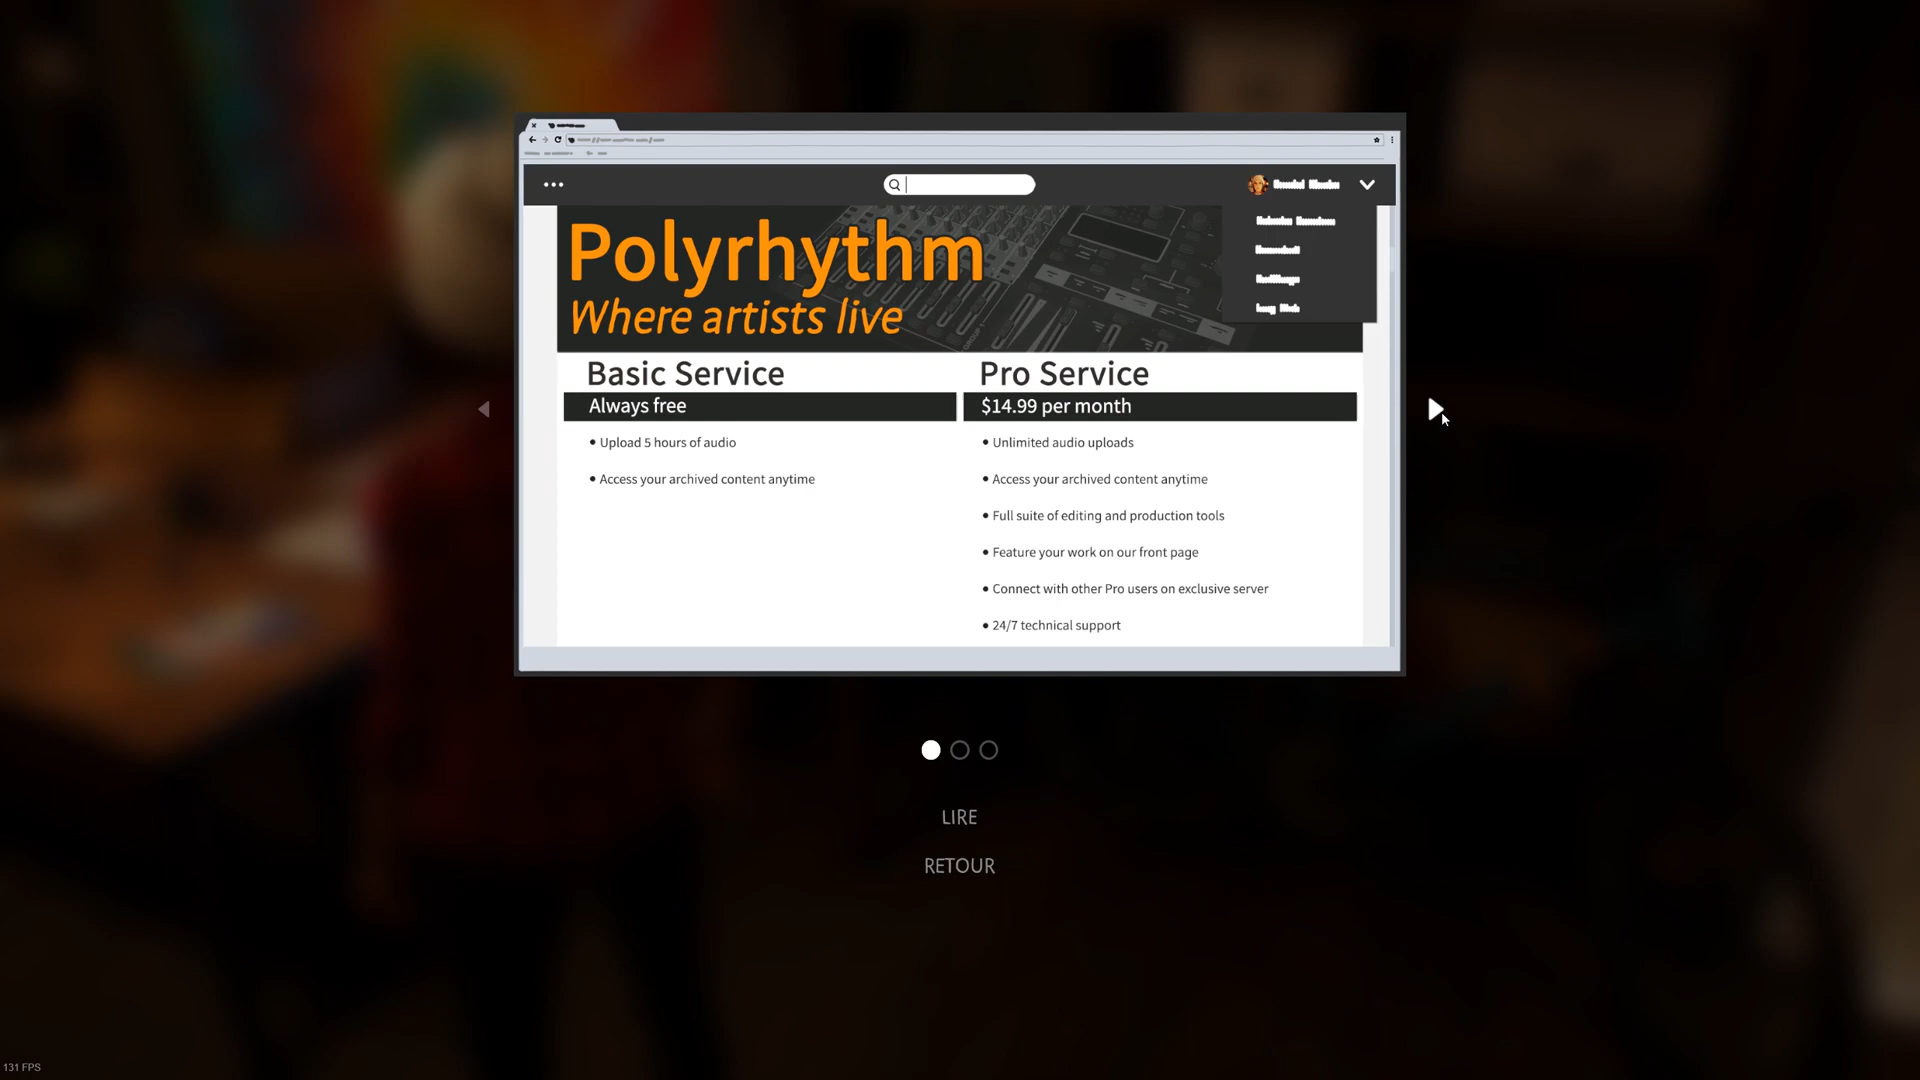 Polyrhythm
Where artists live
Basic Service
Always free
• Upload 5 hours of audio
• Access your archived content anytime
Pro Service
$14.99 per month
• Unlimited audio uploads
• Access your archived content anytime
• Full suite of editing and production tools
• Feature your work on our front page
• Connect with other Pro users on exclusive server
• 24/7 technical support
LIRE
RETOUR
131 FPS